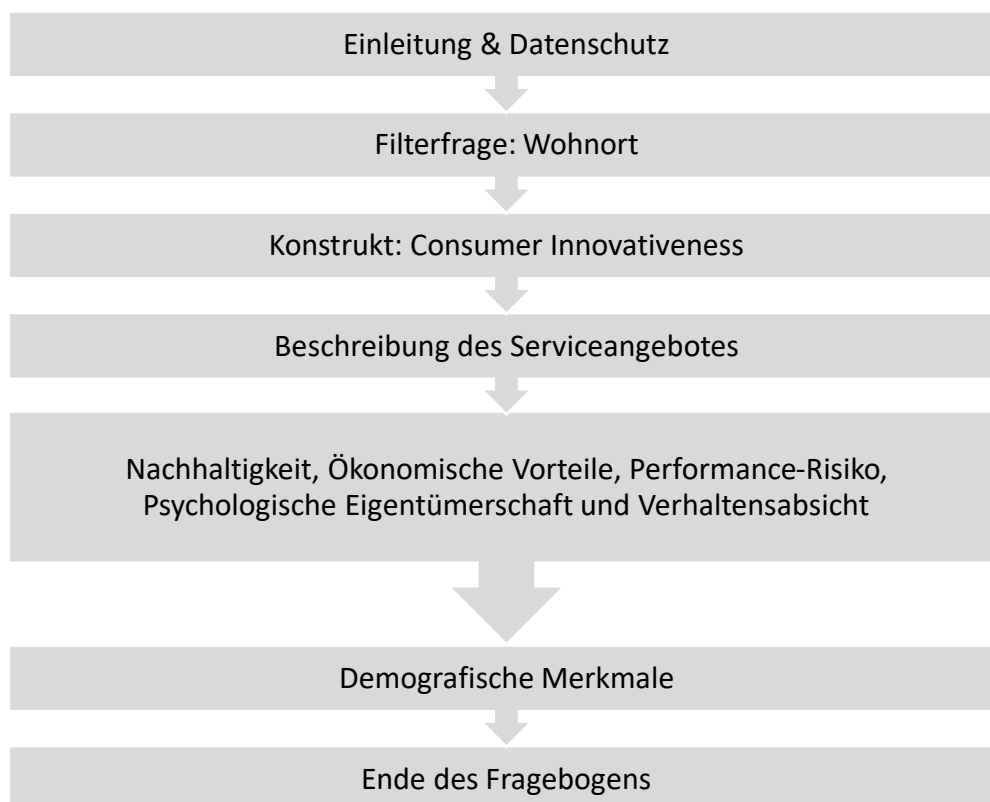 Einleitung & Datenschutz
Filterfrage: Wohnort
Konstrukt: Consumer Innovativeness
Beschreibung des Serviceangebotes
Nachhaltigkeit, Ökonomische Vorteile, Performance-Risiko,
Psychologische Eigentümerschaft und Verhaltensabsicht
Demografische Merkmale
Ende des Fragebogens